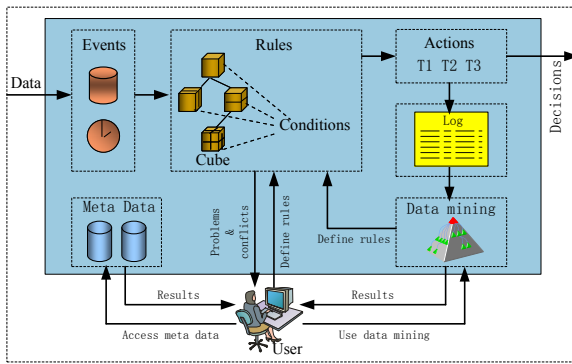 Events
Rules
Actions
T1 T2 T3
Data
Decisions
Conditions
Cube
Log
Meta Data
Problems
&
conflicts
Define rules
Define rules
Data mining
Results
Results
Access meta data
Use data mining
User